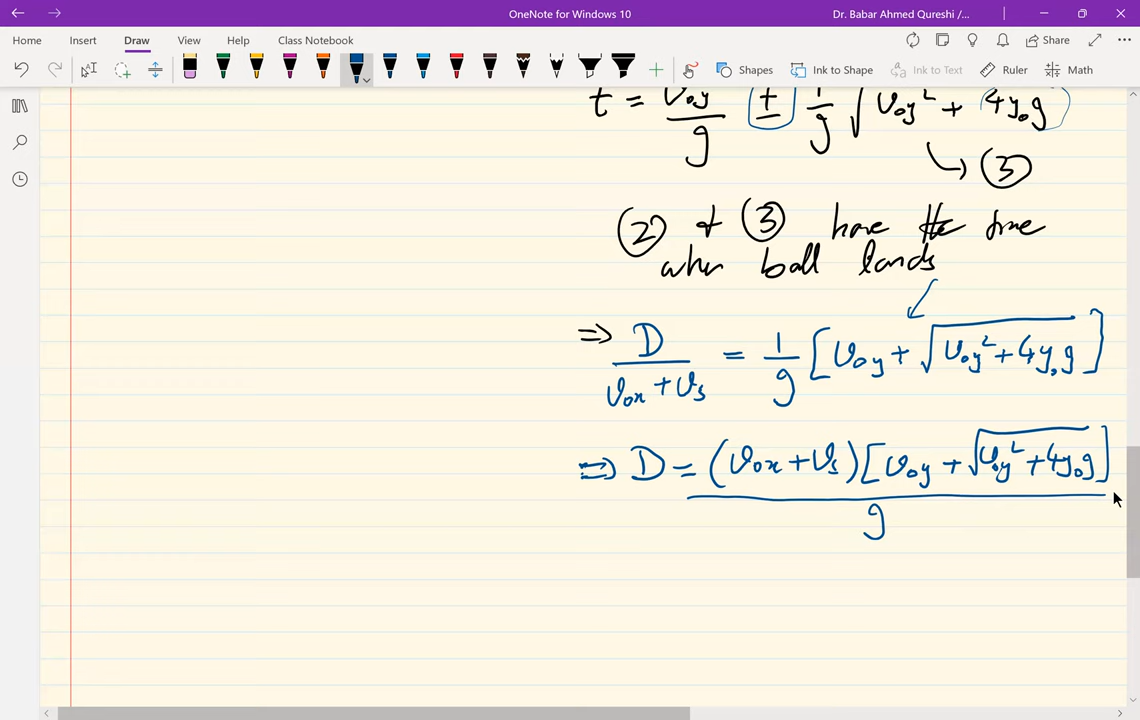 OneNote for Windows 10
Dr. Babar Ahmed Qureshi /...
Home Insert Draw View Help Class Notebook
Share
Shapes Ink to Shape Ink to Text Ruler Math
t = v₀y/g ± 1/g √(v₀y² + 4y₀g)
→ ③
② & ③ have the time
when ball lands
⇒ D/(v₀x + vₛ) = 1/g [v₀y + √(v₀y² + 4y₀g)]
⇒ D = (v₀x + vₛ)[v₀y + √(v₀y² + 4y₀g)]/g